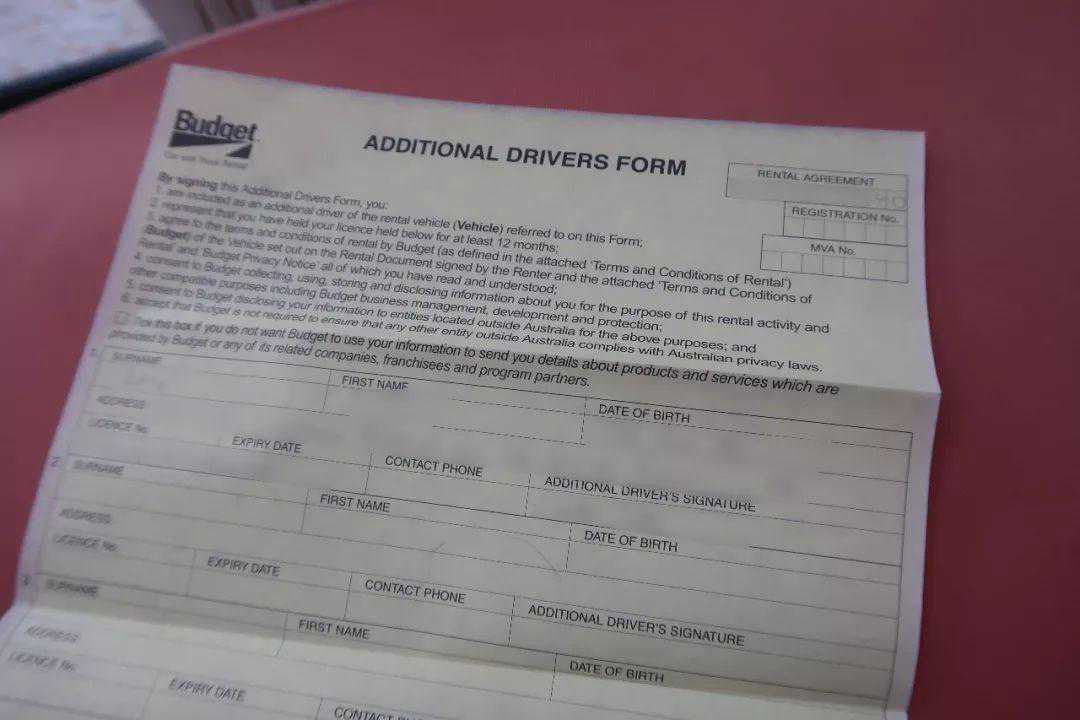 Budget
Car and Truck Rental
ADDITIONAL DRIVERS FORM
RENTAL AGREEMENT
REGISTRATION No.
MVA No.
By signing this Additional Drivers Form, you:
1. are included as an additional driver of the rental vehicle (Vehicle) referred to on this Form;
2. represent that you have held your licence held below for at least 12 months;
3. agree to the terms and conditions of rental by Budget (as defined in the attached 'Terms and Conditions of Rental')
Budget) of the Vehicle set out on the Rental Document signed by the Renter and the attached 'Terms and Conditions of
Rental' and 'Budget Privacy Notice' all of which you have read and understood;
4. consent to Budget collecting, using, storing and disclosing information about you for the purpose of this rental activity and
other compatible purposes including Budget business management, development and protection;
5. consent to Budget disclosing your information to entities located outside Australia for the above purposes; and
6. accept that Budget is not required to ensure that any other entity outside Australia complies with Australian privacy laws.
Tick this box if you do not want Budget to use your information to send you details about products and services which are
provided by Budget or any of its related companies, franchisees and program partners.
1. SURNAME FIRST NAME DATE OF BIRTH
ADDRESS
LICENCE No. EXPIRY DATE CONTACT PHONE ADDITIONAL DRIVER'S SIGNATURE
2. SURNAME FIRST NAME DATE OF BIRTH
ADDRESS
LICENCE No. EXPIRY DATE CONTACT PHONE ADDITIONAL DRIVER'S SIGNATURE
3. SURNAME FIRST NAME DATE OF BIRTH
ADDRESS
LICENCE No. EXPIRY DATE CONTACT